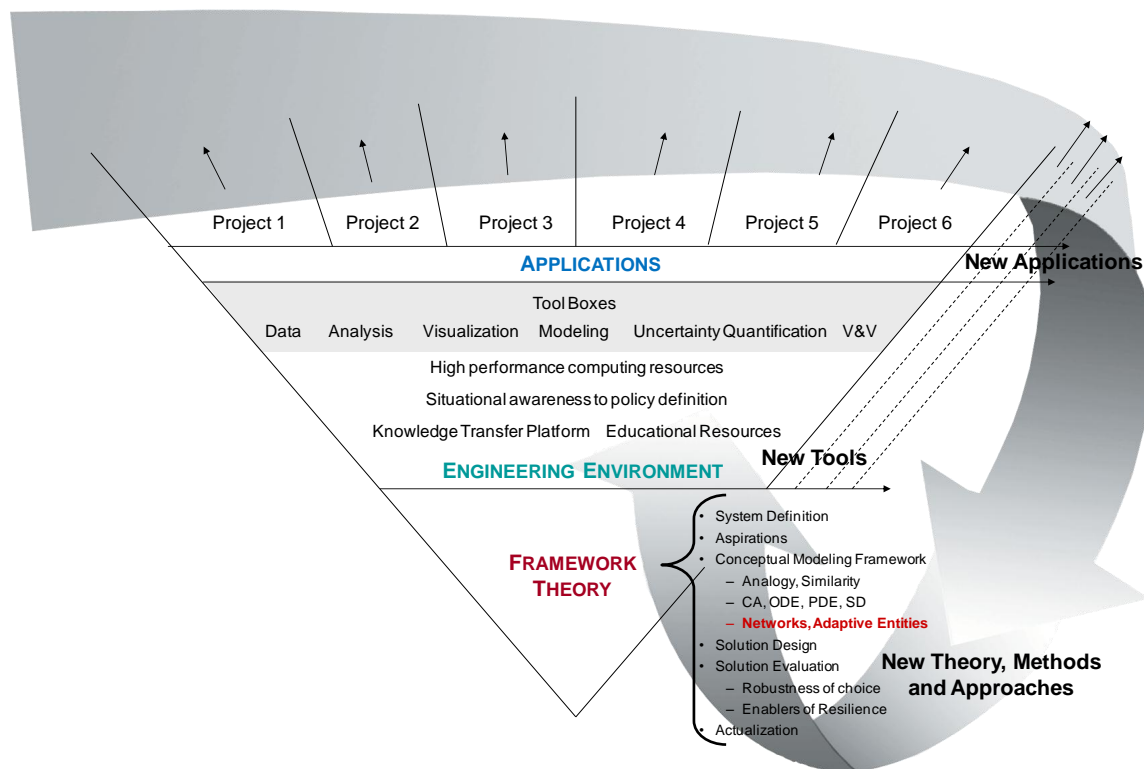 Project 1 Project 2 Project 3 Project 4 Project 5 Project 6
APPLICATIONS
New Applications
Tool Boxes
Data Analysis Visualization Modeling Uncertainty Quantification V&V
High performance computing resources
Situational awareness to policy definition
Knowledge Transfer Platform Educational Resources
ENGINEERING ENVIRONMENT
New Tools
FRAMEWORK
THEORY
• System Definition
• Aspirations
• Conceptual Modeling Framework
– Analogy, Similarity
– CA, ODE, PDE, SD
– Networks, Adaptive Entities
• Solution Design
• Solution Evaluation
– Robustness of choice
– Enablers of Resilience
• Actualization
New Theory, Methods
and Approaches